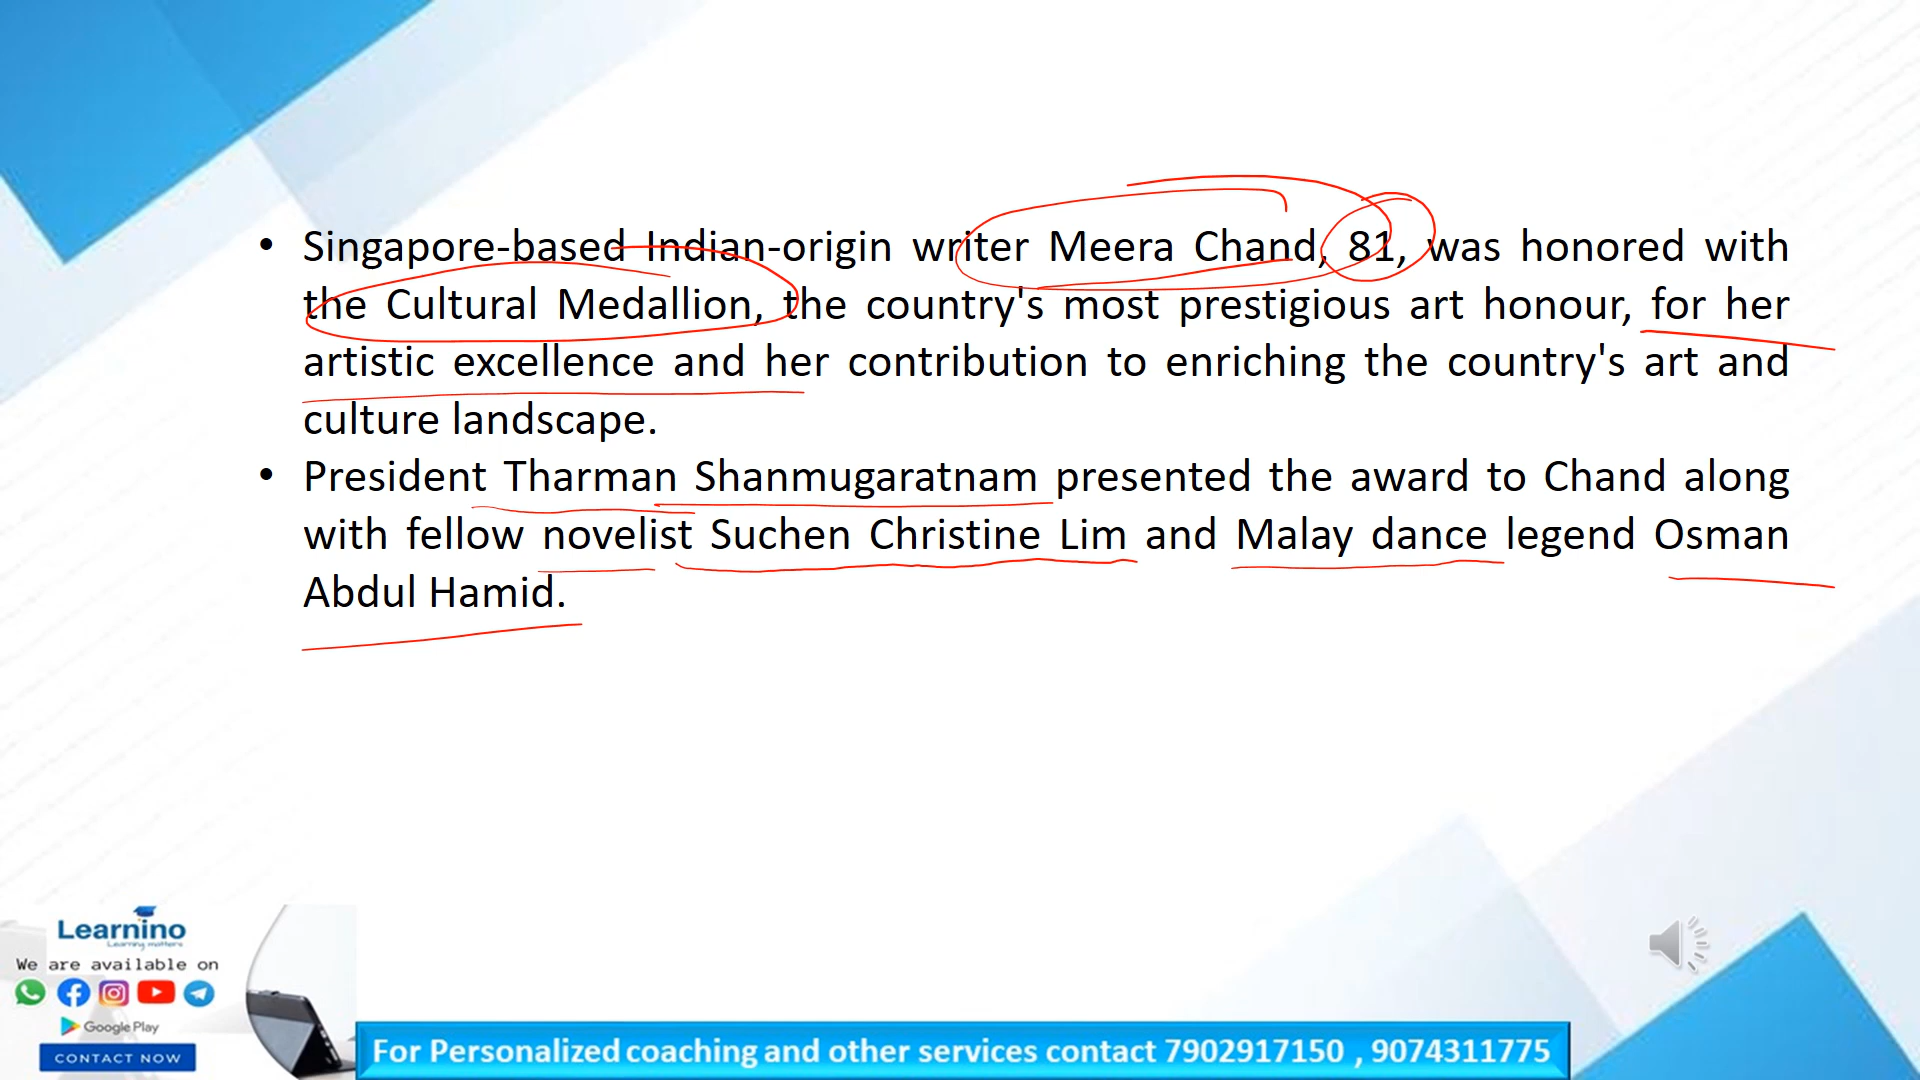 • Singapore-based Indian-origin writer Meera Chand, 81, was honored with
the Cultural Medallion, the country's most prestigious art honour, for her
artistic excellence and her contribution to enriching the country's art and
culture landscape.
• President Tharman Shanmugaratnam presented the award to Chand along
with fellow novelist Suchen Christine Lim and Malay dance legend Osman
Abdul Hamid.
Learnino
Learning matters
We are available on
Google Play
CONTACT NOW
For Personalized coaching and other services contact 7902917150 , 9074311775